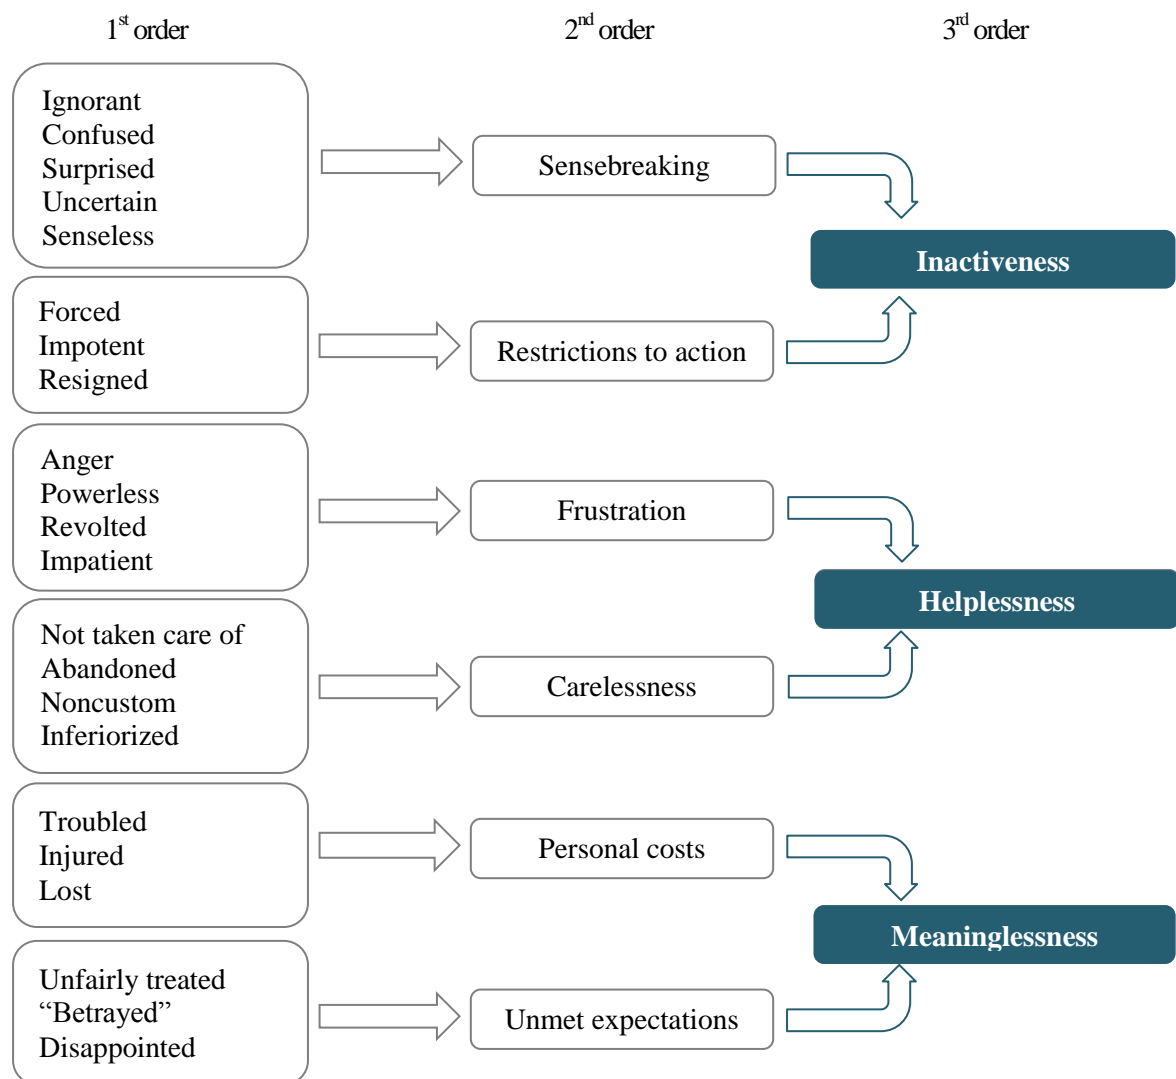 1st order 2nd order 3rd order
Ignorant
Confused
Surprised
Uncertain
Senseless
Sensebreaking
Inactiveness
Forced
Impotent
Resigned
Restrictions to action
Anger
Powerless
Revolted
Impatient
Frustration
Helplessness
Not taken care of
Abandoned
Noncustom
Inferiorized
Carelessness
Troubled
Injured
Lost
Personal costs
Meaninglessness
Unfairly treated
“Betrayed”
Disappointed
Unmet expectations